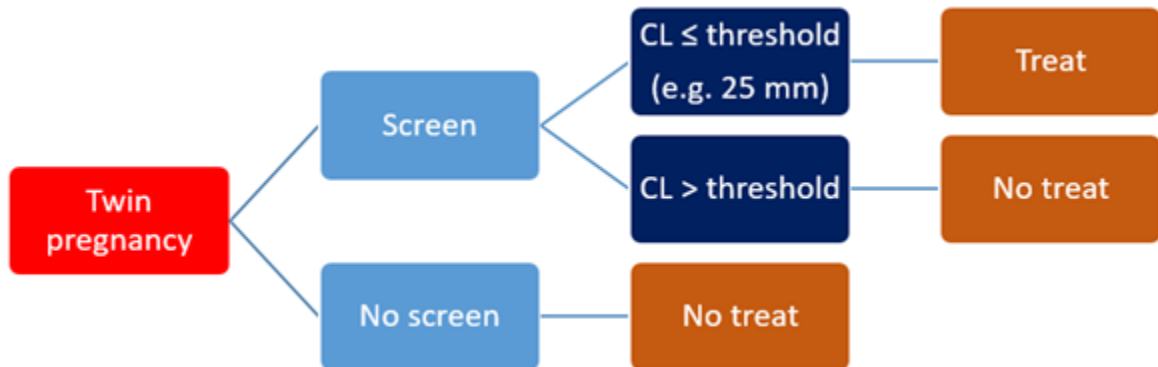 CL ≤ threshold
(e.g. 25 mm)
Treat
Screen
CL > threshold
No treat
Twin
pregnancy
No screen
No treat